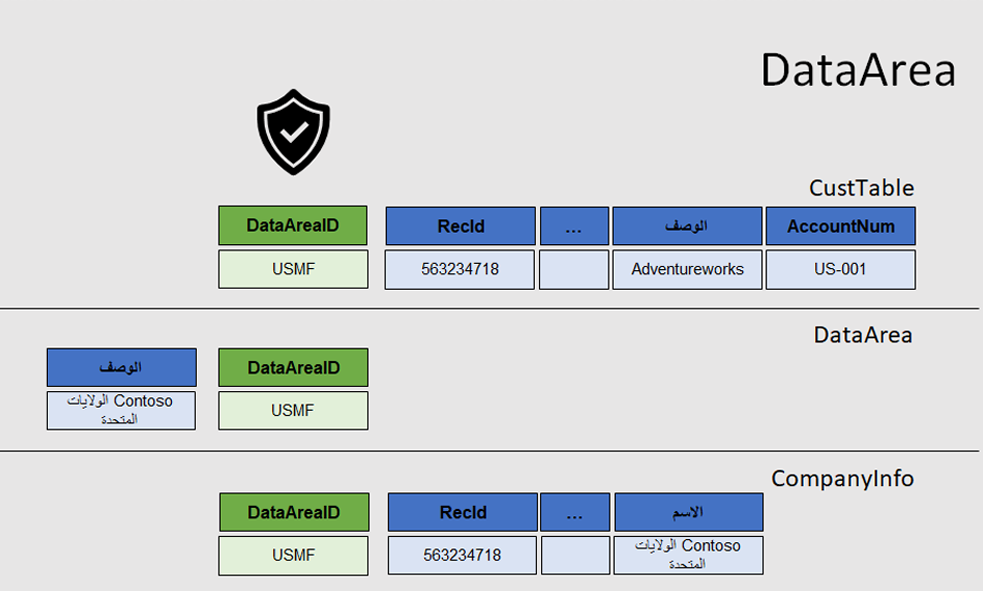 DataArea
CustTable
AccountNum الوصف ... RecId DataAreaID
US-001 Adventureworks 563234718 USMF
DataArea
DataAreaID الوصف
USMF Contoso الولايات
المتحدة
CompanyInfo
الاسم ... RecId DataAreaID
Contoso الولايات
المتحدة
563234718 USMF